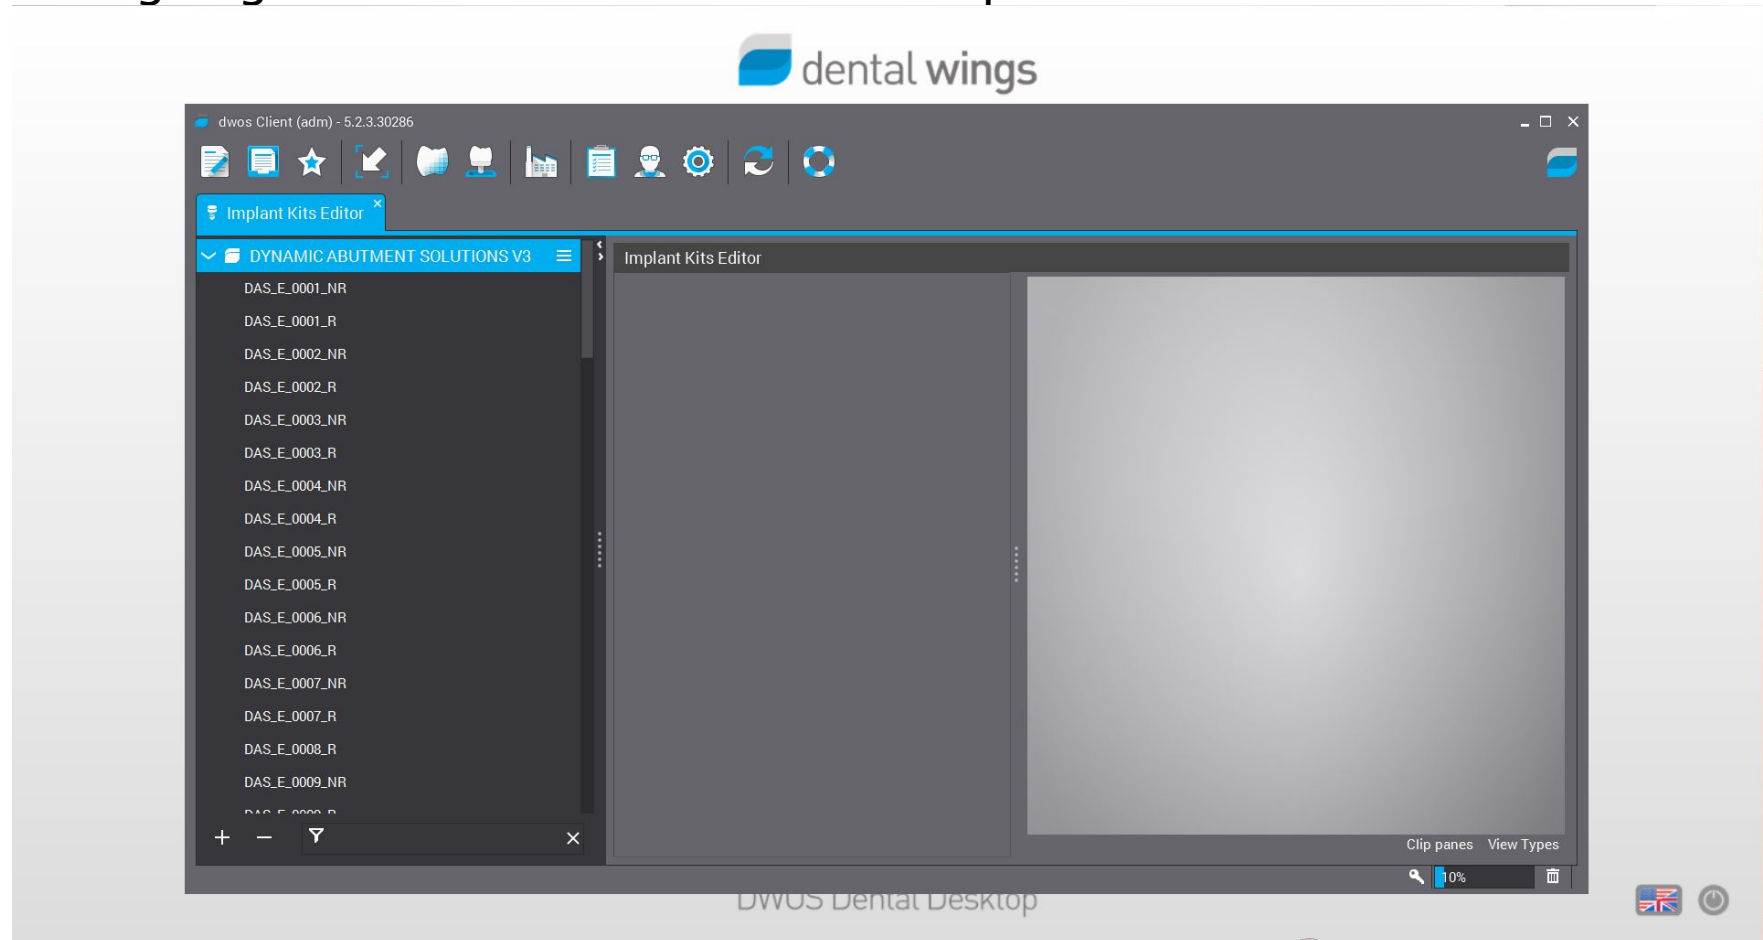 dental wings
dwos Client (adm) - 5.2.3.30286
Implant Kits Editor
DYNAMIC ABUTMENT SOLUTIONS V3
Implant Kits Editor
DAS_E_0001_NR
DAS_E_0001_R
DAS_E_0002_NR
DAS_E_0002_R
DAS_E_0003_NR
DAS_E_0003_R
DAS_E_0004_NR
DAS_E_0004_R
DAS_E_0005_NR
DAS_E_0005_R
DAS_E_0006_NR
DAS_E_0006_R
DAS_E_0007_NR
DAS_E_0007_R
DAS_E_0008_R
DAS_E_0009_NR
Clip panes View Types
10%
DWOS Dental Desktop